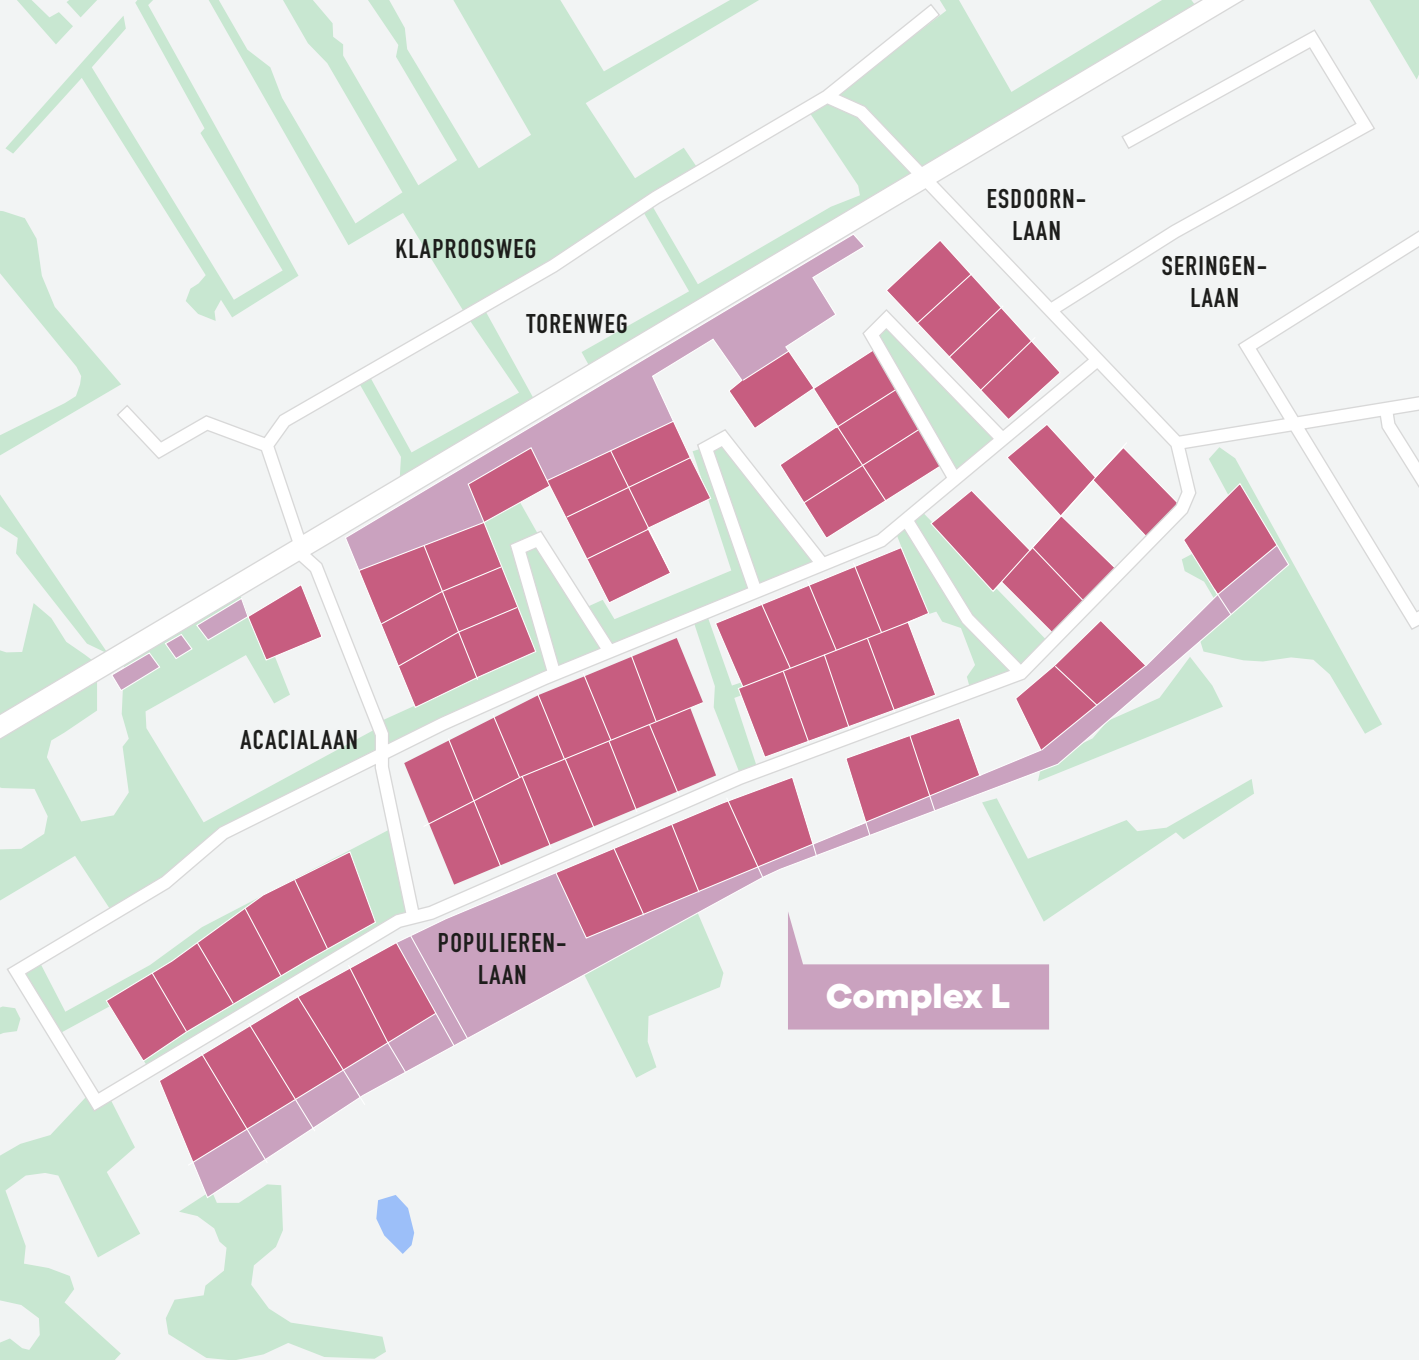 ESDOORN-
LAAN
KLAPROOSWEG
SERINGEN-
LAAN
TORENWEG
ACACIALAAN
POPULIEREN-
LAAN
Complex L